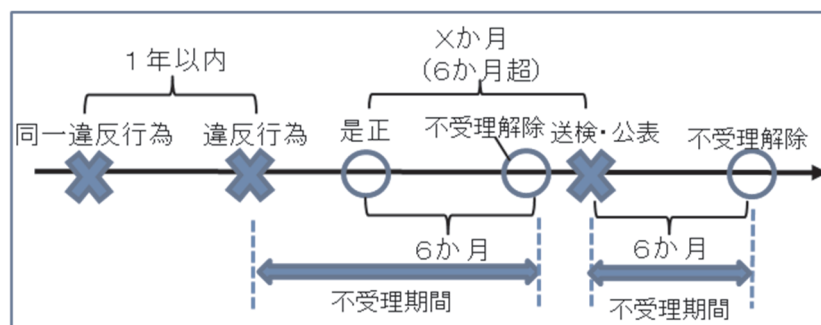 1年以内
Xか月
(6か月超)
同一違反行為
違反行為
是正
不受理解除
送検・公表
不受理解除
6か月
6か月
不受理期間
不受理期間